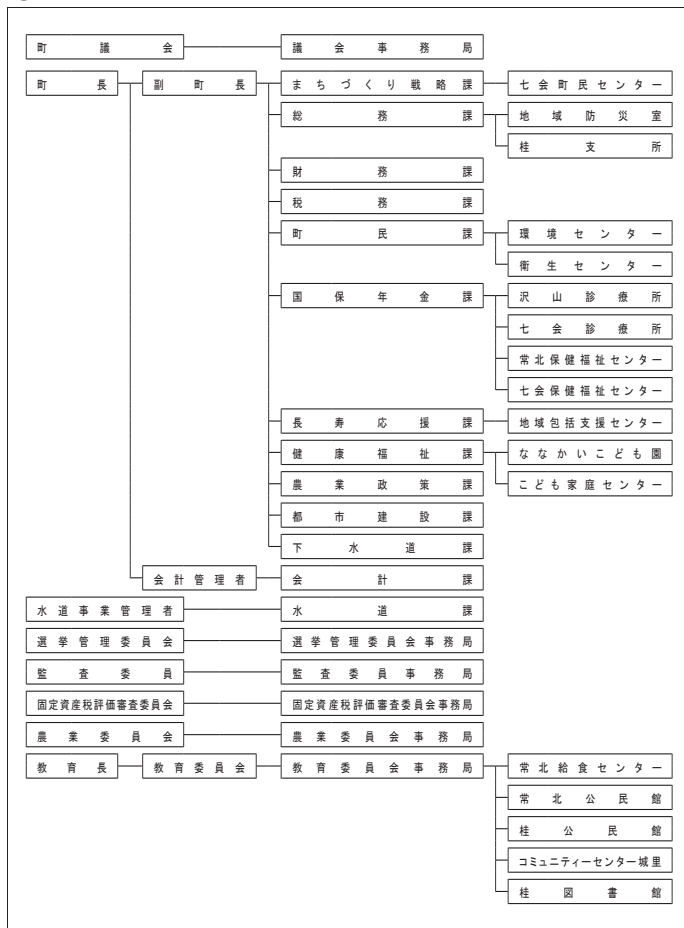 町議会 議会事務局
町長 副町長 まちづくり戦略課 七会町民センター
総務課 地域防災室
桂支所
財務課
税務課
町民課 環境センター
衛生センター
国保年金課 沢山診療所
七会診療所
常北保健福祉センター
七会保健福祉センター
長寿応援課 地域包括支援センター
健康福祉課 ななかいこども園
農業政策課 こども家庭センター
都市建設課
下水道課
会計管理者 会計課
水道事業管理者 水道課
選挙管理委員会 選挙管理委員会事務局
監査委員 監査委員事務局
固定資産税評価審査委員会 固定資産税評価審査委員会事務局
農業委員会 農業委員会事務局
教育長 教育委員会 教育委員会事務局 常北給食センター
常北公民館
桂公民館
コミュニティーセンター城里
桂図書館